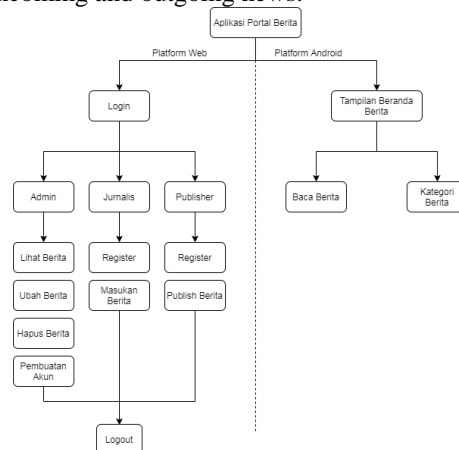 incoming and outgoing news.
Aplikasi Portal Berita
Platform Web
Platform Android
Login
Tampilan Beranda
Berita
Admin
Jurnalis
Publisher
Baca Berita
Kategori
Berita
Lihat Berita
Register
Register
Ubah Berita
Masukan
Berita
Publish Berita
Hapus Berita
Pembuatan
Akun
Logout